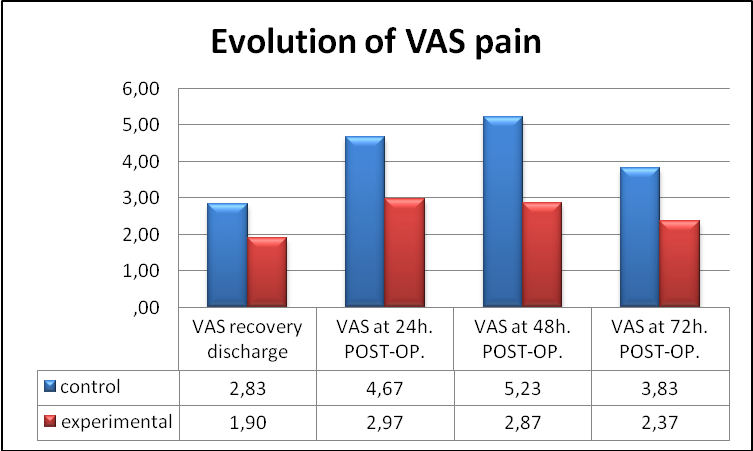 Evolution of VAS pain
6,00
5,00
4,00
3,00
2,00
1,00
,00
VAS recovery discharge
VAS at 24h. POST-OP.
VAS at 48h. POST-OP.
VAS at 72h. POST-OP.
control 2,83 4,67 5,23 3,83
experimental 1,90 2,97 2,87 2,37